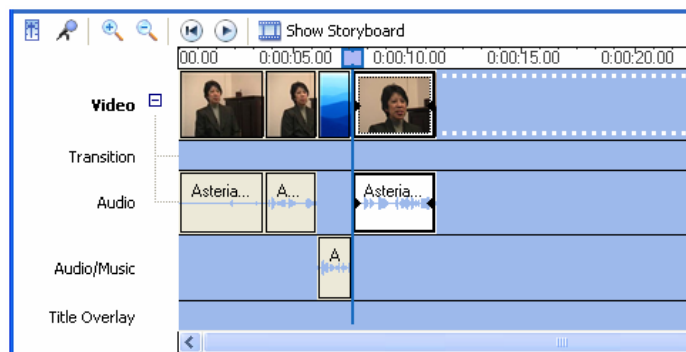 Show Storyboard
00.00 0:00:05.00 0:00:10.00 0:00:15.00 0:00:20.00
Video
Transition
Audio Asteria... A... Asteria...
Audio/Music A
Title Overlay